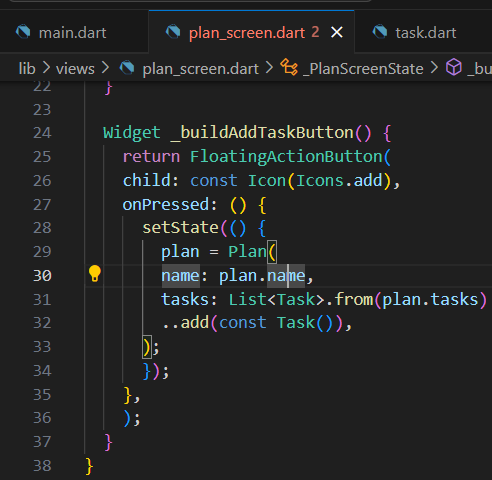 main.dart plan_screen.dart 2 × task.dart
lib > views > plan_screen.dart > _PlanScreenState > _bu
22 }
23
24 Widget _buildAddTaskButton() {
25 return FloatingActionButton(
26 child: const Icon(Icons.add),
27 onPressed: () {
28 setState(() {
29 plan = Plan(
30 name: plan.name,
31 tasks: List<Task>.from(plan.tasks)
32 ..add(const Task()),
33 );
34 });
35 },
36 );
37 }
38 }